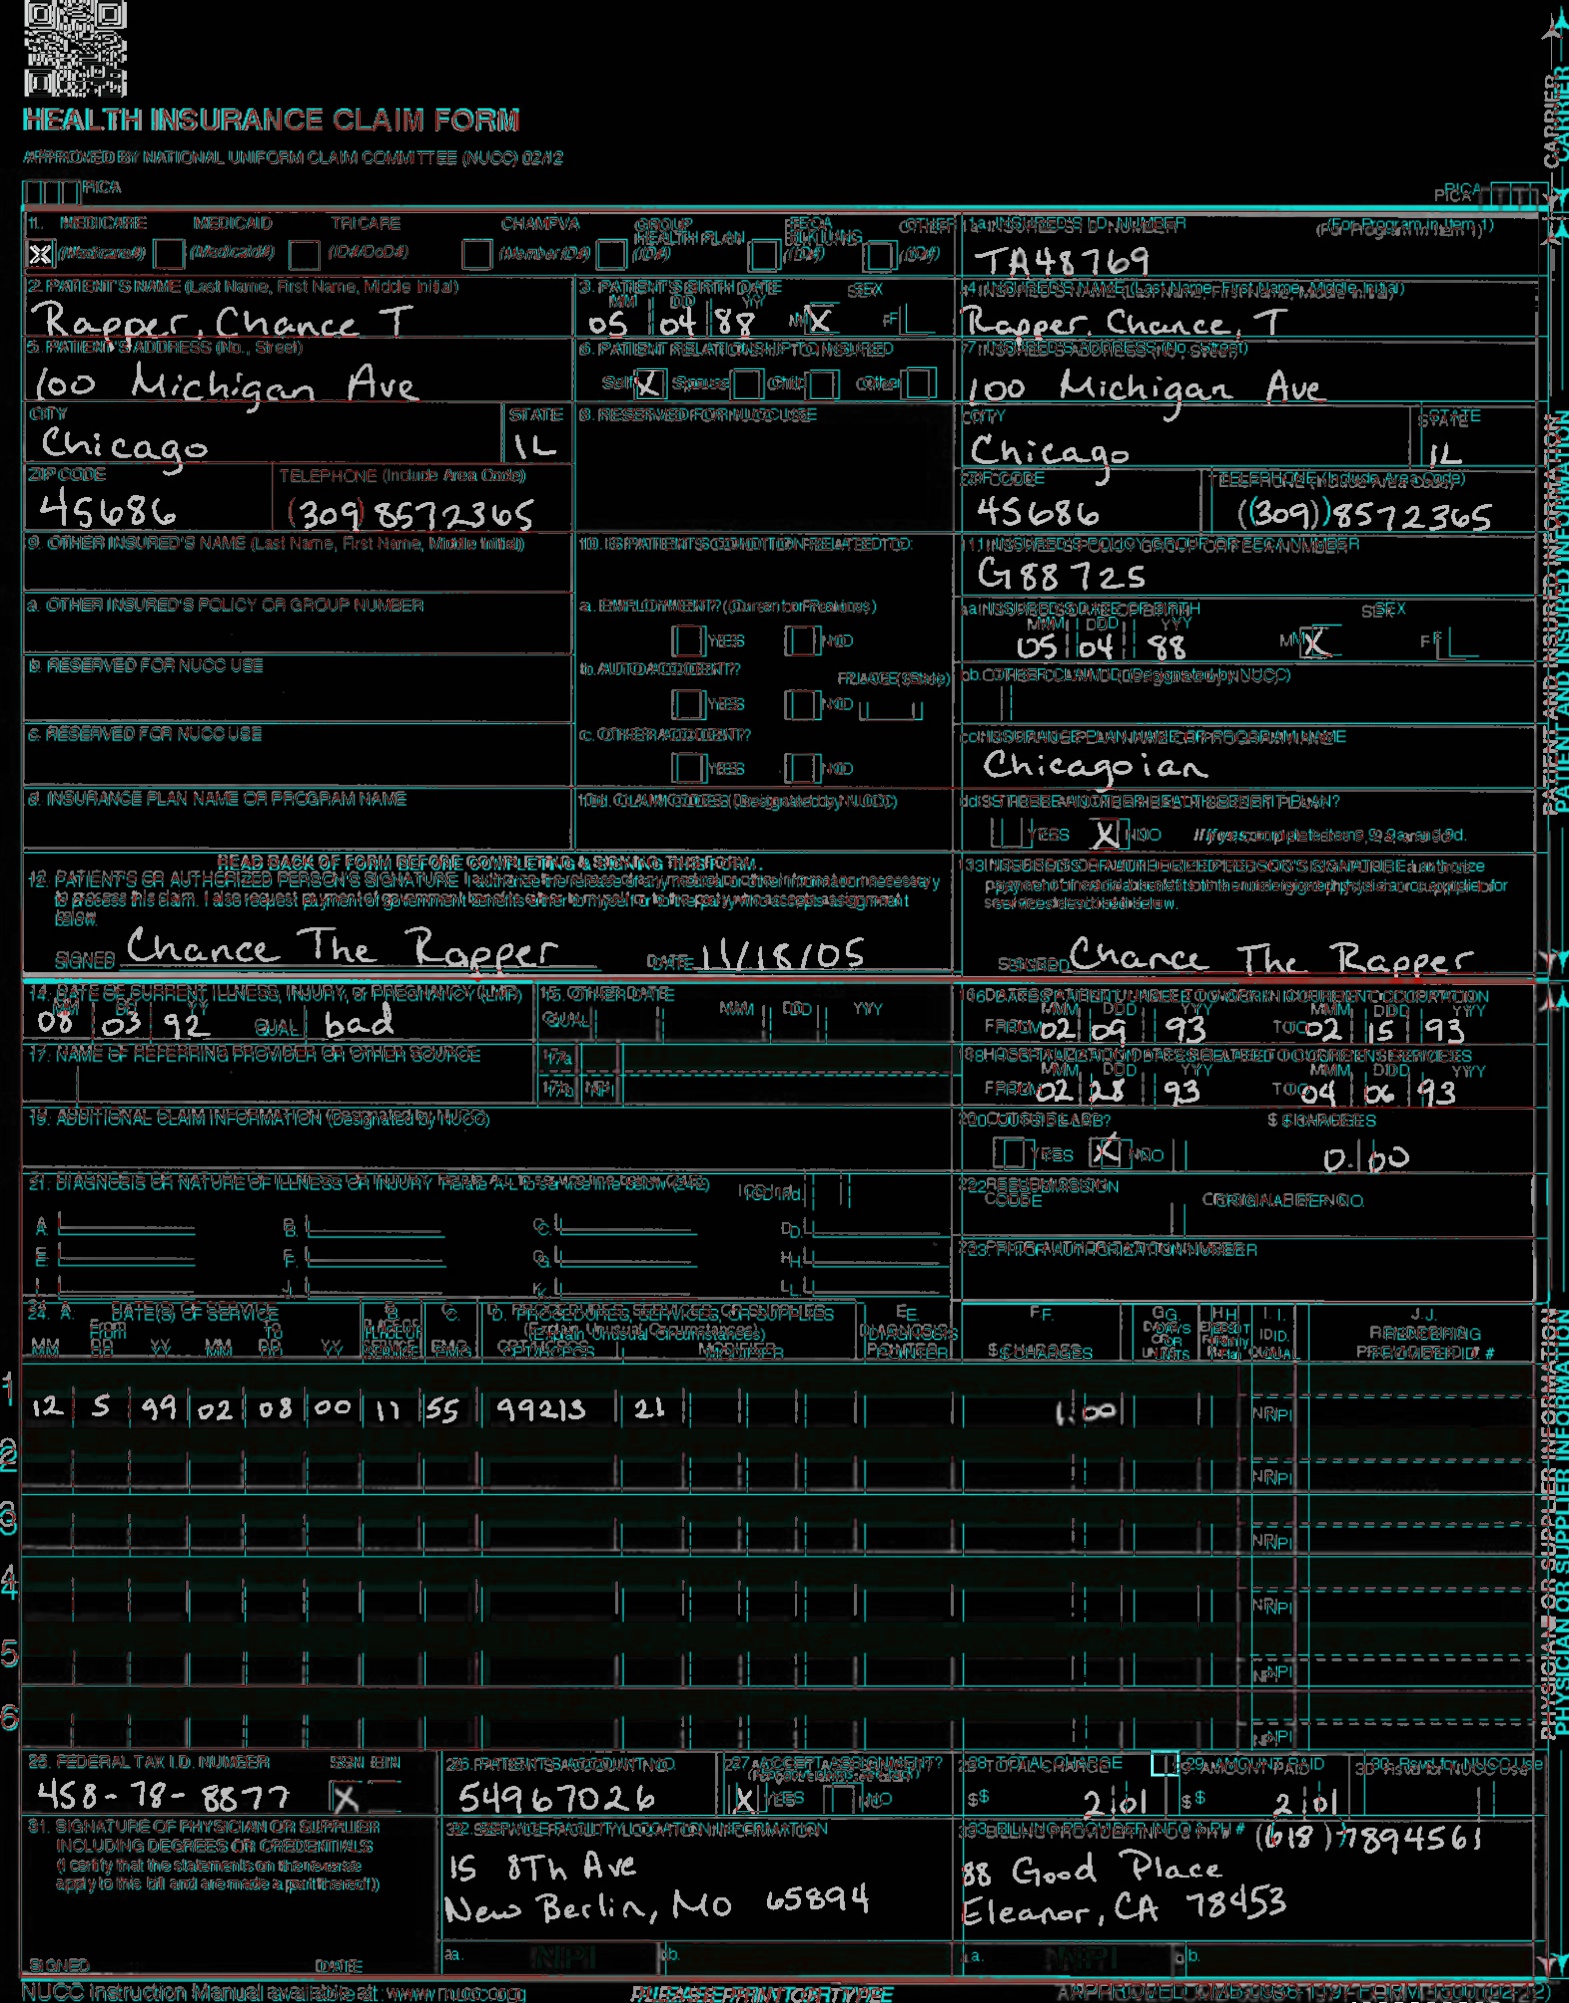 HEALTH INSURANCE CLAIM FORM
APPROVED BY NATIONAL UNIFORM CLAIM COMMITTEE (NUCC) 02/12
PICA PICA
CARRIER
1. MEDICARE MEDICAID TRICARE CHAMPVA GROUP HEALTH PLAN FECA BLK LUNG OTHER
(Medicare#) (Medicaid#) (ID#/DoD#) (Member ID#) (ID#) (ID#) (ID#)
1a. INSURED'S I.D. NUMBER (For Program in Item 1)
X
TA48769
2. PATIENT'S NAME (Last Name, First Name, Middle Initial)
Rapper, Chance T
3. PATIENT'S BIRTH DATE SEX
MM DD YY
05 04 88 M X F
4. INSURED'S NAME (Last Name, First Name, Middle Initial)
Rapper, Chance, T
5. PATIENT'S ADDRESS (No., Street)
100 Michigan Ave
6. PATIENT RELATIONSHIP TO INSURED
Self X Spouse Child Other
7. INSURED'S ADDRESS (No., Street)
100 Michigan Ave
CITY STATE
Chicago IL
8. RESERVED FOR NUCC USE
CITY STATE
Chicago IL
ZIP CODE TELEPHONE (Include Area Code)
45686 (309) 8572365
ZIP CODE TELEPHONE (Include Area Code)
45686 (309) 8572365
9. OTHER INSURED'S NAME (Last Name, First Name, Middle Initial)
10. IS PATIENT'S CONDITION RELATED TO:
11. INSURED'S POLICY GROUP OR FECA NUMBER
G88725
a. OTHER INSURED'S POLICY OR GROUP NUMBER
a. EMPLOYMENT? (Current or Previous)
YES NO
a. INSURED'S DATE OF BIRTH SEX
MM DD YY
05 04 88 M X F
b. RESERVED FOR NUCC USE
b. AUTO ACCIDENT? PLACE (State)
YES NO
b. OTHER CLAIM ID (Designated by NUCC)
c. RESERVED FOR NUCC USE
c. OTHER ACCIDENT?
YES NO
c. INSURANCE PLAN NAME OR PROGRAM NAME
Chicagoian
d. INSURANCE PLAN NAME OR PROGRAM NAME
10d. CLAIM CODES (Designated by NUCC)
d. IS THERE ANOTHER HEALTH BENEFIT PLAN?
YES X NO If yes, complete items 9, 9a, and 9d.
PATIENT AND INSURED INFORMATION
READ BACK OF FORM BEFORE COMPLETING & SIGNING THIS FORM.
12. PATIENT'S OR AUTHORIZED PERSON'S SIGNATURE I authorize the release of any medical or other information necessary
to process this claim. I also request payment of government benefits either to myself or to the party who accepts assignment
below.
SIGNED Chance The Rapper DATE 11/18/05
13. INSURED'S OR AUTHORIZED PERSON'S SIGNATURE I authorize
payment of medical benefits to the undersigned physician or supplier for
services described below.
SIGNED Chance The Rapper
14. DATE OF CURRENT ILLNESS, INJURY, or PREGNANCY (LMP)
MM DD YY
08 03 92 QUAL. bad
15. OTHER DATE
QUAL. MM DD YY
16. DATES PATIENT UNABLE TO WORK IN CURRENT OCCUPATION
MM DD YY MM DD YY
FROM 02 09 93 TO 02 15 93
17. NAME OF REFERRING PROVIDER OR OTHER SOURCE
17a.
17b. NPI
18. HOSPITALIZATION DATES RELATED TO CURRENT SERVICES
MM DD YY MM DD YY
FROM 02 28 93 TO 04 06 93
19. ADDITIONAL CLAIM INFORMATION (Designated by NUCC)
20. OUTSIDE LAB? $ CHARGES
YES X NO 0.00
21. DIAGNOSIS OR NATURE OF ILLNESS OR INJURY Relate A-L to service line below (24E) ICD Ind.
A. B. C. D.
E. F. G. H.
I. J. K. L.
22. RESUBMISSION
CODE ORIGINAL REF. NO.
23. PRIOR AUTHORIZATION NUMBER
24. A. DATE(S) OF SERVICE B. C. D. PROCEDURES, SERVICES, OR SUPPLIES E. F. G. H. I. J.
From To PLACE OF (Explain Unusual Circumstances) DIAGNOSIS DAYS OR EPSDT ID. RENDERING
MM DD YY MM DD YY SERVICE EMG CPT/HCPCS MODIFIER POINTER $ CHARGES UNITS QUAL. PROVIDER ID. #
1 12 5 99 02 08 00 11 55 99213 21 1.00 NPI
2 NPI
3 NPI
4 NPI
5 NPI
6 NPI
PHYSICIAN OR SUPPLIER INFORMATION
25. FEDERAL TAX I.D. NUMBER SSN EIN
458-78-8877 X
26. PATIENT'S ACCOUNT NO.
54967026
27. ACCEPT ASSIGNMENT?
X YES NO
28. TOTAL CHARGE
$ 2 01
29. AMOUNT PAID
$ 2 01
30. Rsvd for NUCC Use
31. SIGNATURE OF PHYSICIAN OR SUPPLIER
INCLUDING DEGREES OR CREDENTIALS
(I certify that the statements on the reverse
apply to this bill and are made a part thereof.)
SIGNED DATE
32. SERVICE FACILITY LOCATION INFORMATION
15 8Th Ave
New Berlin, MO 65894
a. NPI b.
33. BILLING PROVIDER INFO & PH # (618) 7894561
88 Good Place
Eleanor, CA 78453
a. NPI b.
NUCC Instruction Manual available at: www.nucc.org PLEASE PRINT OR TYPE